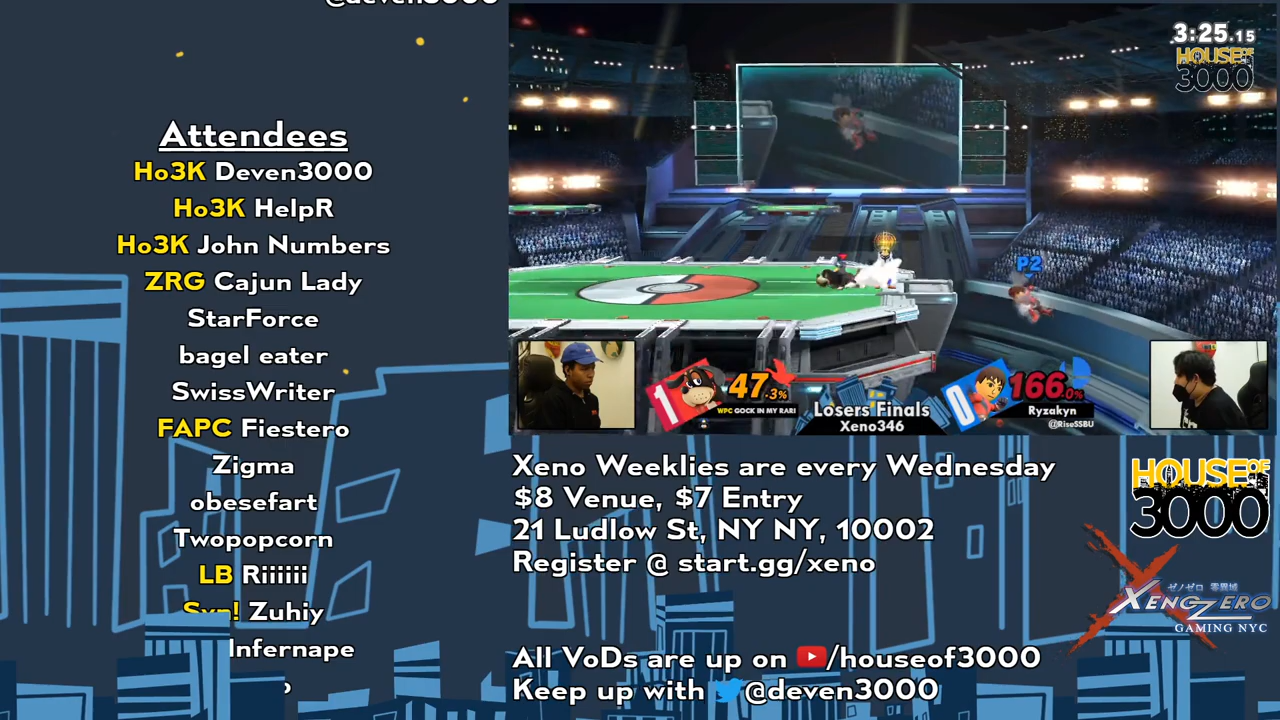 @deven3000
Attendees
Ho3K Deven3000
Ho3K HelpR
Ho3K John Numbers
ZRG Cajun Lady
StarForce
bagel eater
SwissWriter
FAPC Fiestero
Zigma
obesefart
Twopopcorn
LB Riiiiii
Zuhiy
Infernape
3:25.15
HOUSE OF
3000
P2
1
47.3%
WPC GOCK IN MY RARI
Losers Finals
Xeno346
0
166.0%
Ryzakyn
@RiseSSBU
Xeno Weeklies are every Wednesday
$8 Venue, $7 Entry
21 Ludlow St, NY NY, 10002
Register @ start.gg/xeno
HOUSE OF
3000
XENOZERO
GAMING NYC
All VoDs are up on /houseof3000
Keep up with @deven3000